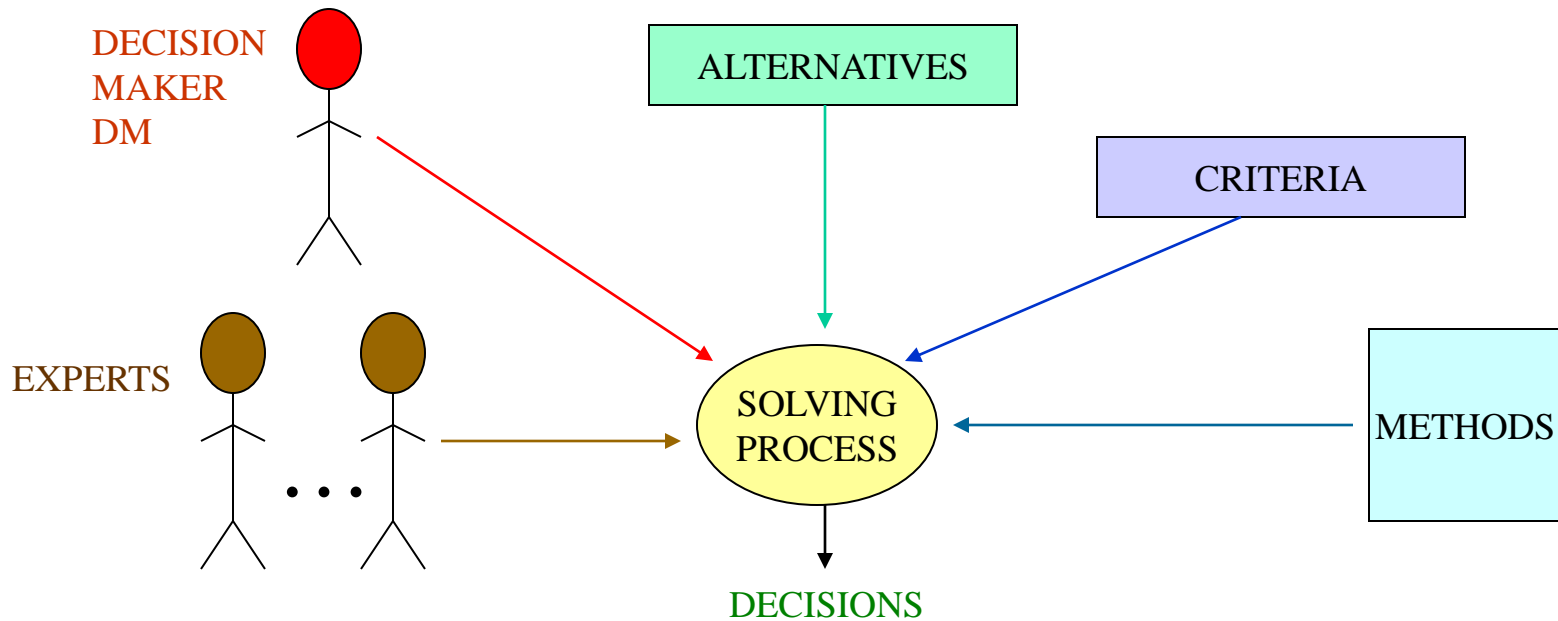 DECISION
MAKER
DM
ALTERNATIVES
CRITERIA
EXPERTS
SOLVING
PROCESS
METHODS
DECISIONS